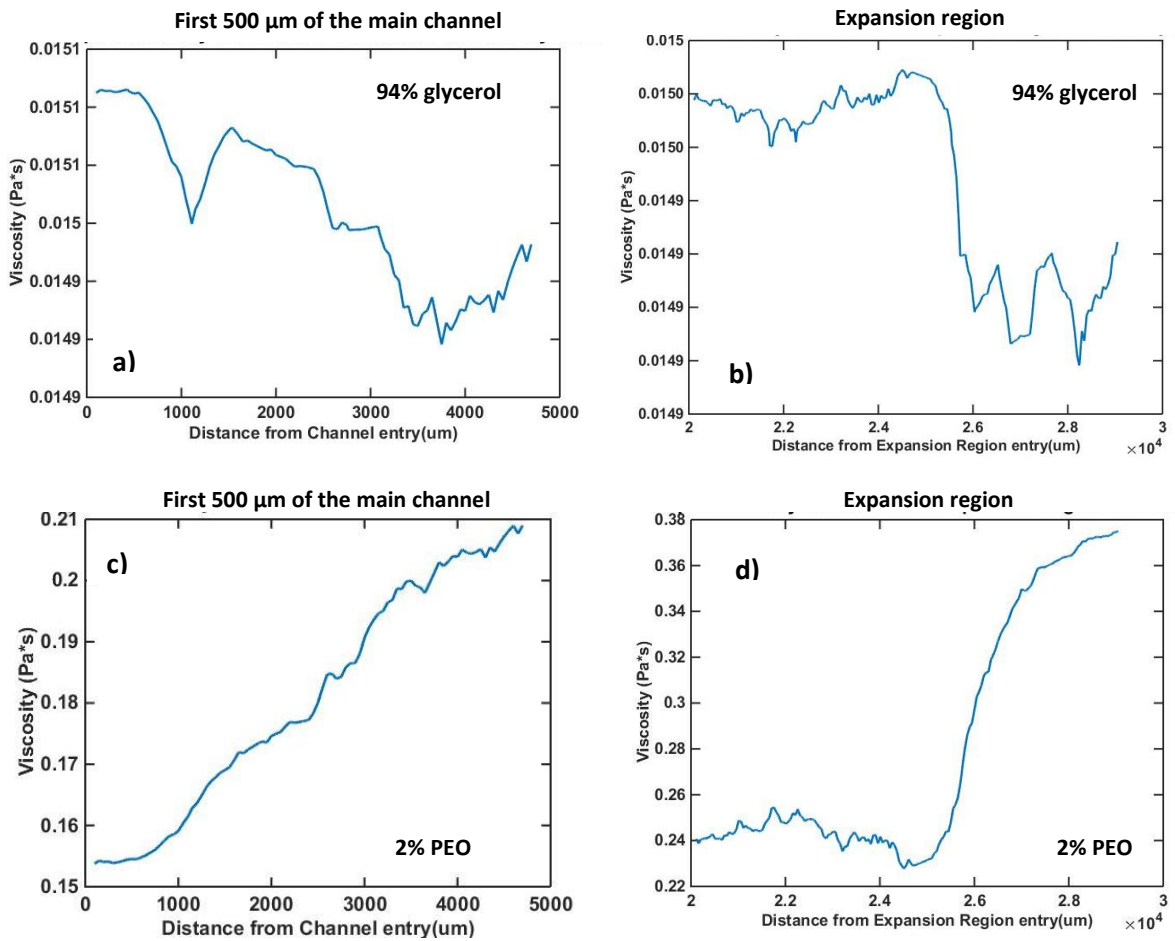 First 500 µm of the main channel
0.0151
0.0151
0.0151
0.015
0.0149
0.0149
0.0149
Viscosity (Pa*s)
94% glycerol
a)
0 1000 2000 3000 4000 5000
Distance from Channel entry(um)
Expansion region
0.015
0.0150
0.0150
0.0149
0.0149
0.0149
0.0149
0.0149
Viscosity (Pa*s)
94% glycerol
b)
2 2.2 2.4 2.6 2.8 3
Distance from Expansion Region entry(um)
×10⁴
First 500 µm of the main channel
0.21
0.2
0.19
0.18
0.17
0.16
0.15
Viscosity (Pa*s)
c)
2% PEO
0 1000 2000 3000 4000 5000
Distance from Channel entry(um)
Expansion region
0.38
0.36
0.34
0.32
0.3
0.28
0.26
0.24
0.22
Viscosity (Pa*s)
d)
2% PEO
2 2.2 2.4 2.6 2.8 3
Distance from Expansion Region entry(um)
×10⁴